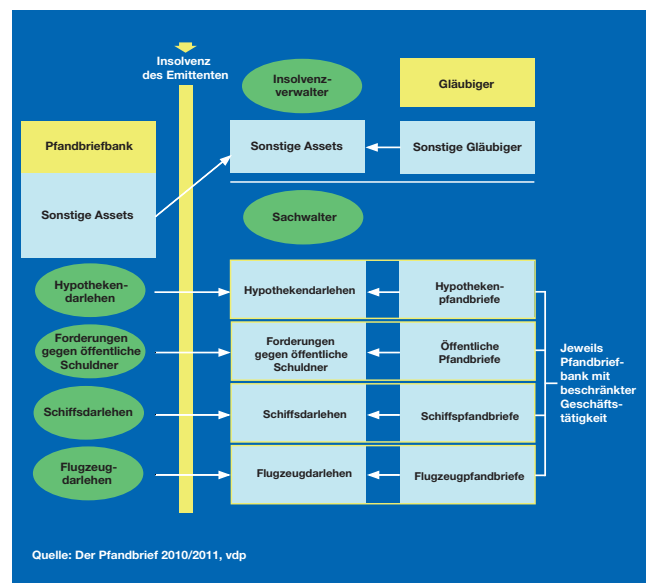 Insolvenz
des Emittenten
Insolvenz-
verwalter
Gläubiger
Pfandbriefbank
Sonstige Assets
Sonstige Gläubiger
Sonstige Assets
Sachwalter
Hypotheken-
darlehen
Hypothekendarlehen
Hypotheken-
pfandbriefe
Forderungen
gegen öffentliche
Schuldner
Forderungen
gegen öffentliche
Schuldner
Öffentliche
Pfandbriefe
Jeweils
Pfandbrief-
bank mit
beschränkter
Geschäfts-
tätigkeit
Schiffsdarlehen
Schiffsdarlehen
Schiffspfandbriefe
Flugzeug-
darlehen
Flugzeugdarlehen
Flugzeugpfandbriefe
Quelle: Der Pfandbrief 2010/2011, vdp